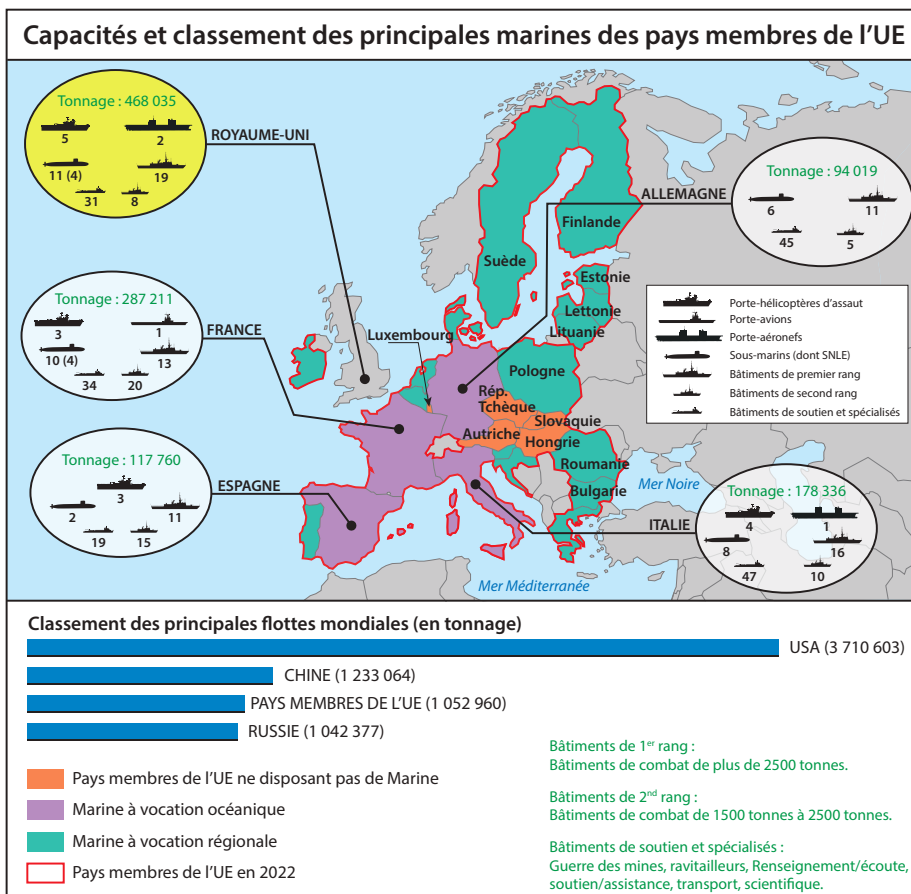 Capacités et classement des principales marines des pays membres de l'UE
Tonnage : 468 035
5
2
11 (4)
19
31
8
ROYAUME-UNI
ALLEMAGNE
Tonnage : 94 019
6
11
45
5
Finlande
Suède
Estonie
Lettonie
Lituanie
Tonnage : 287 211
3
1
10 (4)
13
34
20
FRANCE
Luxembourg
Pologne
Rép.
Tchèque
Slovaquie
Autriche
Hongrie
Roumanie
Bulgarie
Porte-hélicoptères d'assaut
Porte-avions
Porte-aéronefs
Sous-marins (dont SNLE)
Bâtiments de premier rang
Bâtiments de second rang
Bâtiments de soutien et spécialisés
Tonnage : 117 760
3
2
11
19
15
ESPAGNE
Mer Noire
ITALIE
Tonnage : 178 336
4
1
8
16
47
10
Mer Méditerranée
Classement des principales flottes mondiales (en tonnage)
USA (3 710 603)
CHINE (1 233 064)
PAYS MEMBRES DE L'UE (1 052 960)
RUSSIE (1 042 377)
Pays membres de l'UE ne disposant pas de Marine
Marine à vocation océanique
Marine à vocation régionale
Pays membres de l'UE en 2022
Bâtiments de 1er rang :
Bâtiments de combat de plus de 2500 tonnes.
Bâtiments de 2nd rang :
Bâtiments de combat de 1500 tonnes à 2500 tonnes.
Bâtiments de soutien et spécialisés :
Guerre des mines, ravitailleurs, Renseignement/écoute,
soutien/assistance, transport, scientifique.